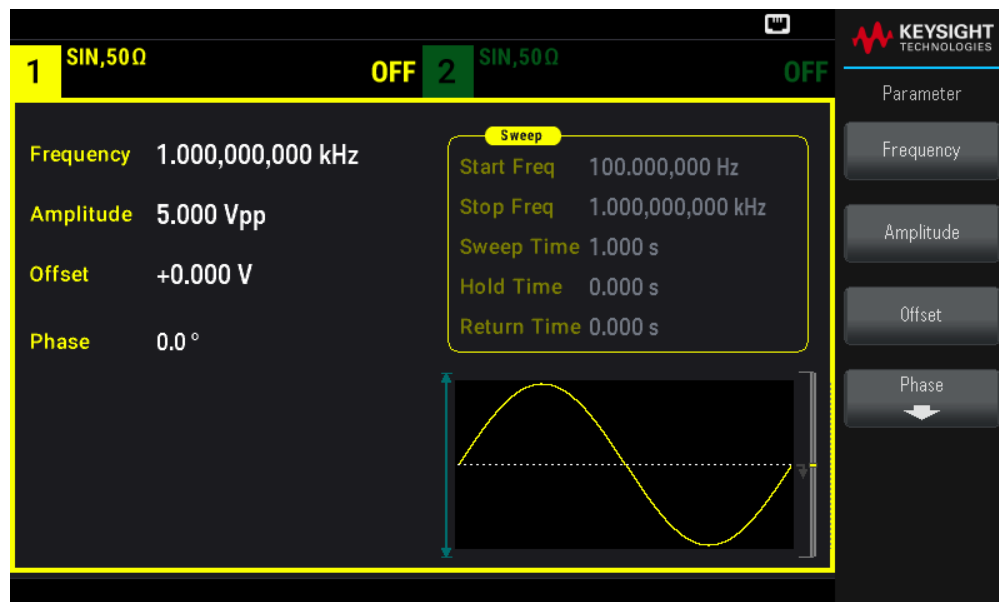 KEYSIGHT
TECHNOLOGIES
1 SIN,50Ω OFF 2 SIN,50Ω OFF
Parameter
Frequency 1.000,000,000 kHz
Amplitude 5.000 Vpp
Offset +0.000 V
Phase 0.0 °
Sweep
Start Freq 100.000,000 Hz
Stop Freq 1.000,000,000 kHz
Sweep Time 1.000 s
Hold Time 0.000 s
Return Time 0.000 s
Frequency
Amplitude
Offset
Phase